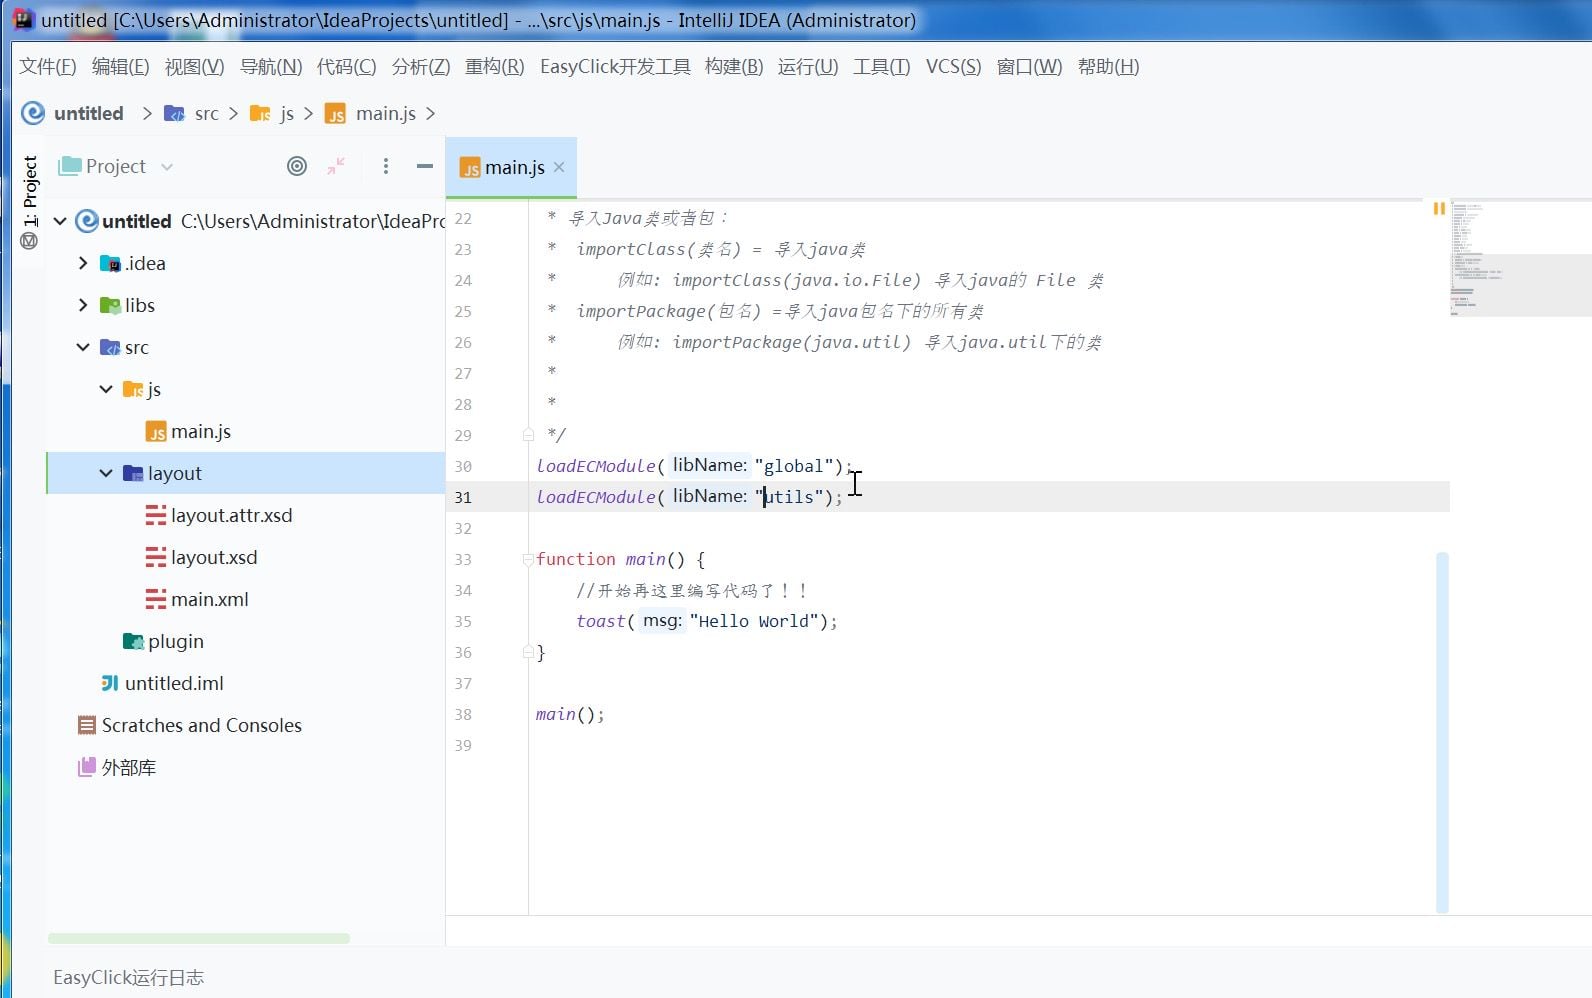 untitled [C:\Users\Administrator\IdeaProjects\untitled] - ...\src\js\main.js - IntelliJ IDEA (Administrator)
文件(F) 编辑(E) 视图(V) 导航(N) 代码(C) 分析(Z) 重构(R) EasyClick开发工具 构建(B) 运行(U) 工具(T) VCS(S) 窗口(W) 帮助(H)
untitled > src > js > main.js >
1: Project
Project
untitled C:\Users\Administrator\IdeaPro
.idea
libs
src
js
main.js
layout
layout.attr.xsd
layout.xsd
main.xml
plugin
untitled.iml
Scratches and Consoles
外部库
main.js
22 * 导入Java类或者包：
23 * importClass(类名) = 导入java类
24 * 例如: importClass(java.io.File) 导入java的 File 类
25 * importPackage(包名) =导入java包名下的所有类
26 * 例如: importPackage(java.util) 导入java.util下的类
27 *
28 *
29 */
30 loadECModule( libName: "global");
31 loadECModule( libName: "utils");
32
33 function main() {
34 //开始再这里编写代码了！！
35 toast( msg: "Hello World");
36 }
37
38 main();
39
EasyClick运行日志